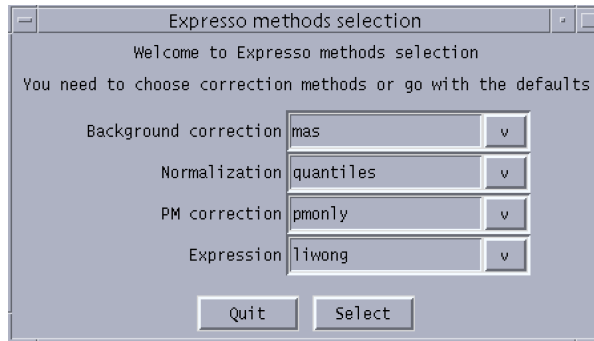 Expresso methods selection
Welcome to Expresso methods selection
You need to choose correction methods or go with the defaults
Background correction mas v
Normalization quantiles v
PM correction pmonly v
Expression liwong v
Quit Select